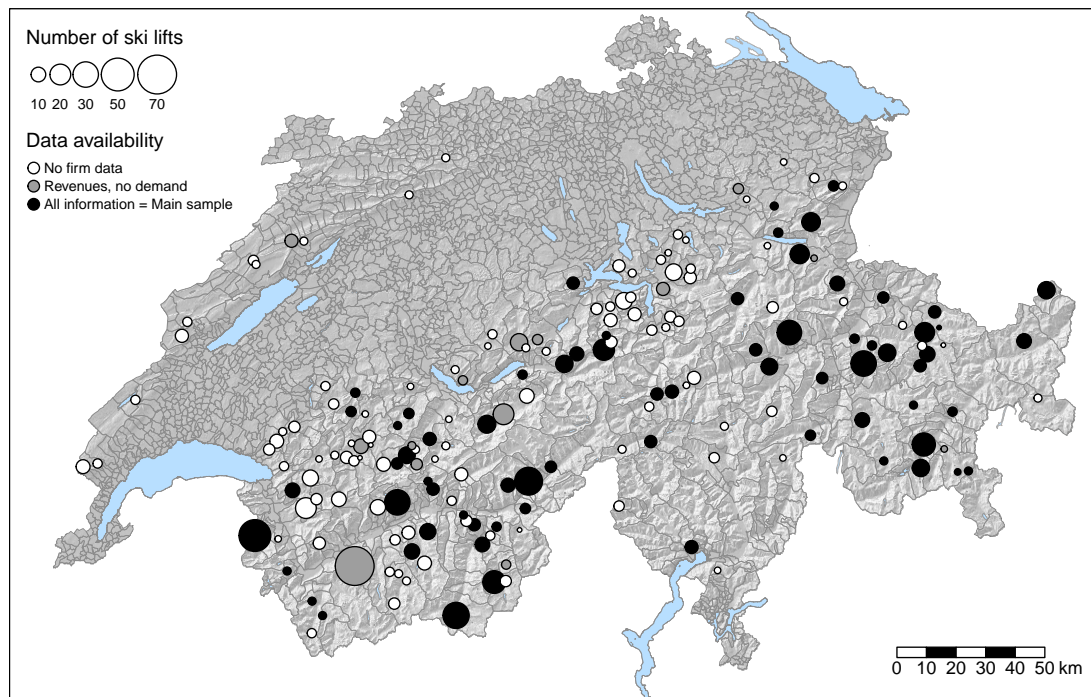 Number of ski lifts
10 20 30 50 70
Data availability
No firm data
Revenues, no demand
All information = Main sample
0 10 20 30 40 50 km